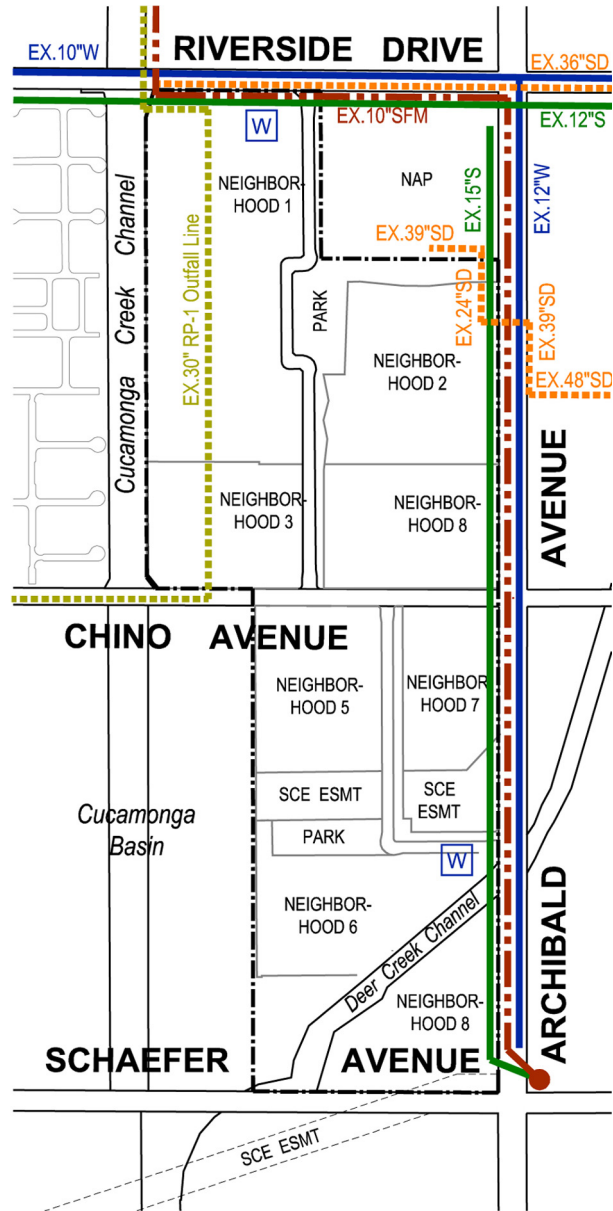 EX.10"W
RIVERSIDE DRIVE
EX.36"SD
EX.10"SFM
EX.12"S
W
NEIGHBOR-
HOOD 1
NAP
EX.15"S
EX.12"W
Cucamonga Creek Channel
EX.30" RP-1 Outfall Line
EX.39"SD
PARK
EX.24"SD
EX.39"SD
NEIGHBOR-
HOOD 2
EX.48"SD
AVENUE
NEIGHBOR-
HOOD 3
NEIGHBOR-
HOOD 8
CHINO AVENUE
NEIGHBOR-
HOOD 5
NEIGHBOR
HOOD 7
SCE ESMT
SCE
ESMT
Cucamonga
Basin
PARK
W
NEIGHBOR-
HOOD 6
Deer Creek Channel
ARCHIBALD
NEIGHBOR-
HOOD 8
SCHAEFER AVENUE
SCE ESMT